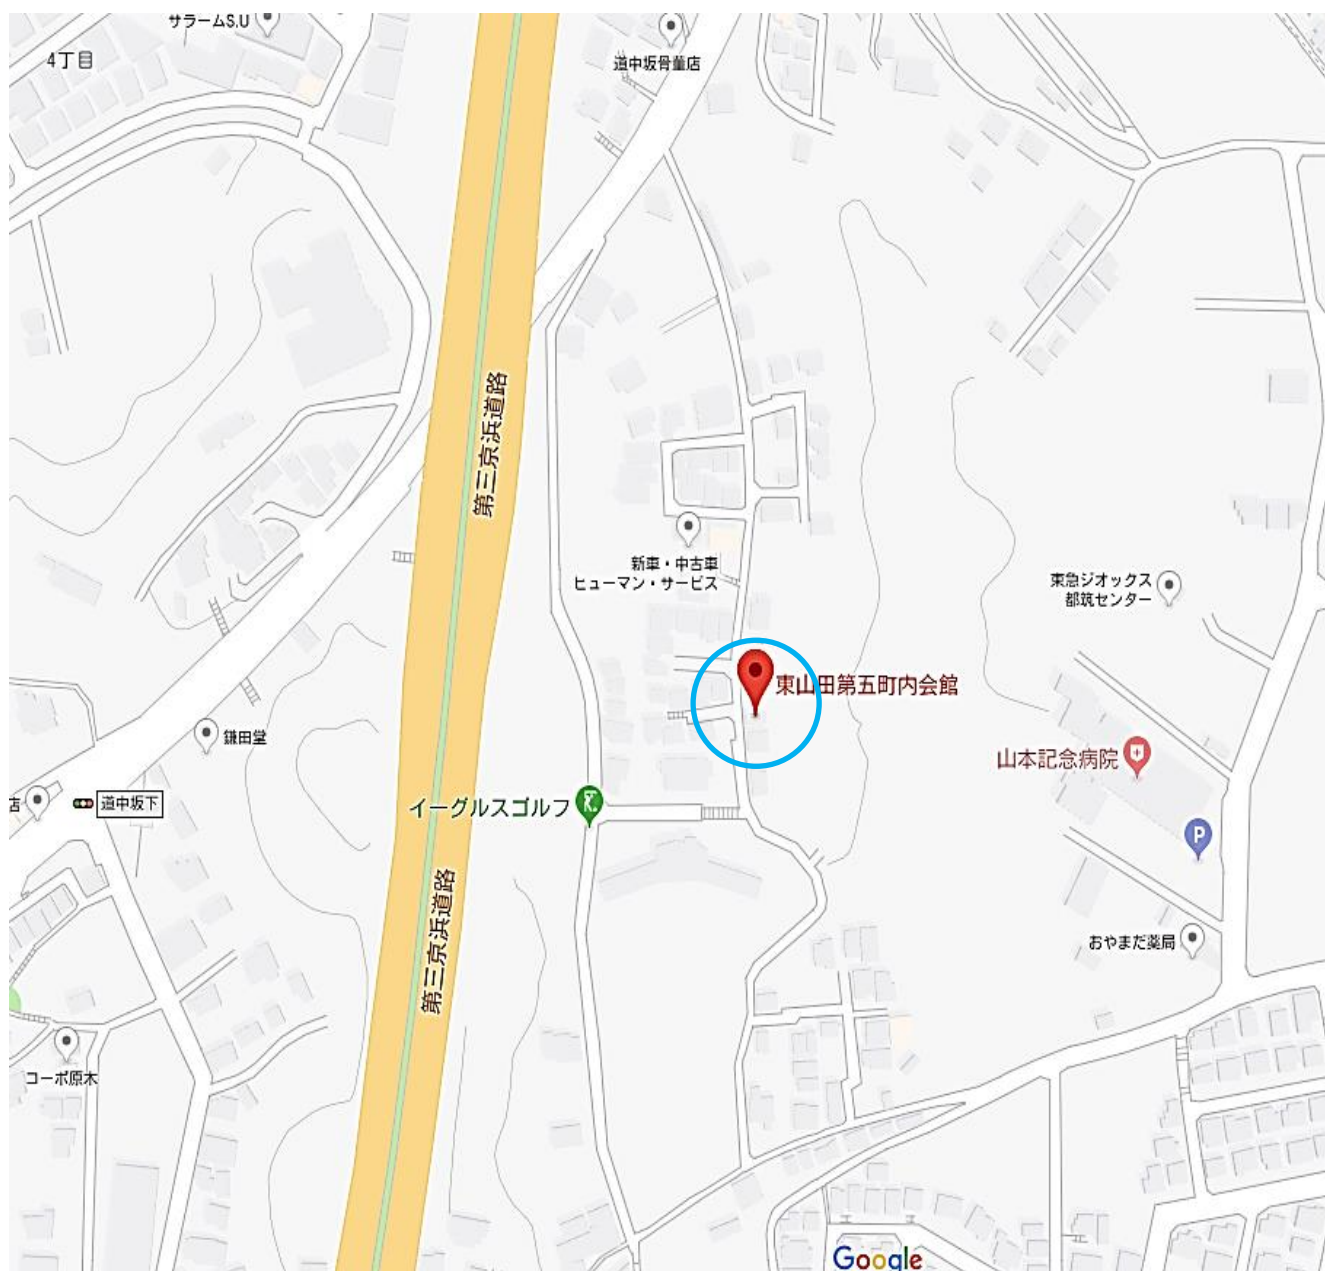 サラームS.U
4丁目
道中坂骨董店
第三京浜道路
新車・中古車
ヒューマン・サービス
東急ジオックス
都筑センター
東山田第五町内会館
鎌田堂
山本記念病院
店
道中坂下
イーグルスゴルフ
P
第三京浜道路
おやまだ薬局
コーポ原木
Google